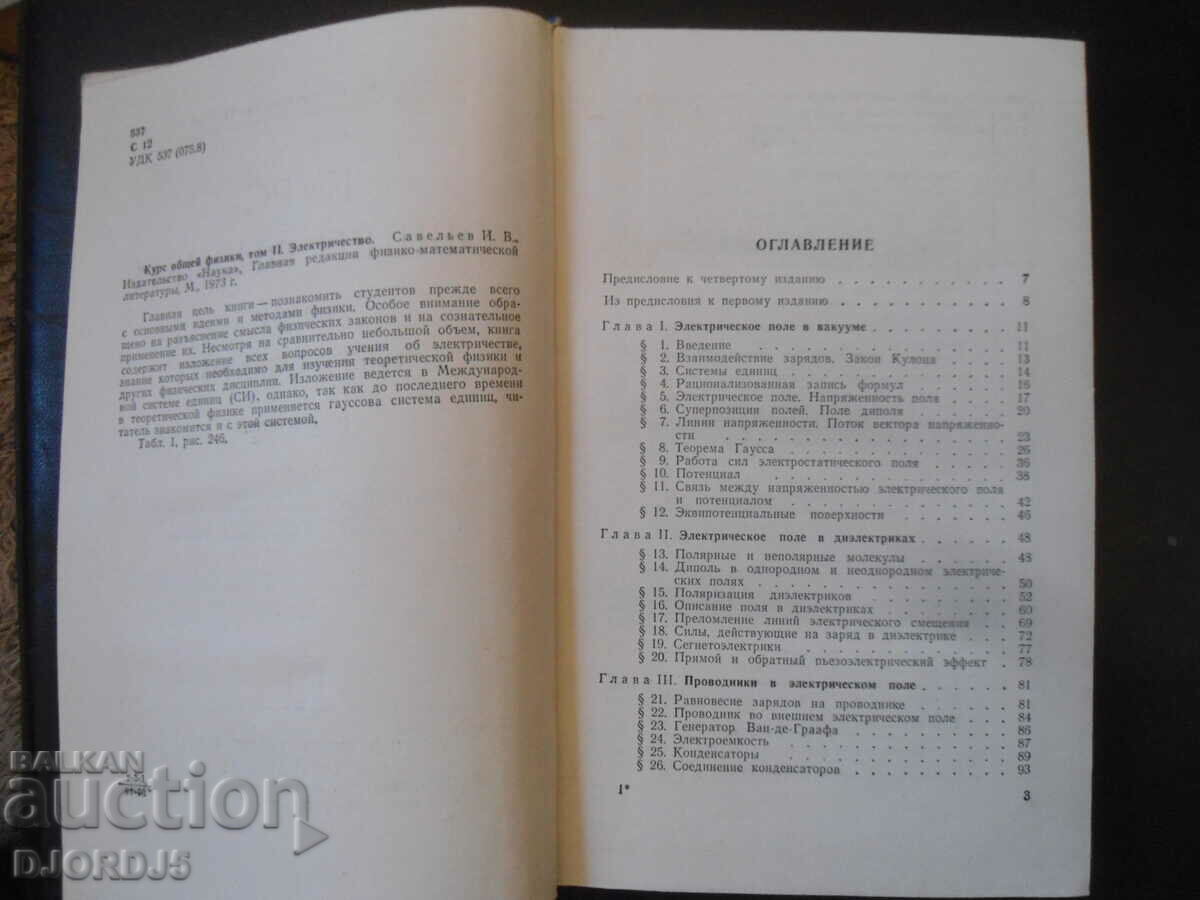 537
С 12
УДК 537 (075.8)
Курс общей физики, том II. Электричество. Савельев И. В.,
Издательство «Наука», Главная редакция физико-математической
литературы, М., 1973 г.
Главная цель книги — познакомить студентов прежде всего
с основными идеями и методами физики. Особое внимание обра-
щено на разъяснение смысла физических законов и на сознательное
применение их. Несмотря на сравнительно небольшой объем, книга
содержит изложение всех вопросов учения об электричестве,
знание которых необходимо для изучения теоретической физики и
других физических дисциплин. Изложение ведется в Международ-
ной системе единиц (СИ), однако, так как до последнего времени
в теоретической физике применяется гауссова система единиц, чи-
татель знакомится и с этой системой.
Табл. 1, рис. 246.
ОГЛАВЛЕНИЕ
Предисловие к четвертому изданию . . . . . . . . 7
Из предисловия к первому изданию . . . . . . . . 8
Глава I. Электрическое поле в вакууме . . . . . . . 11
§ 1. Введение . . . . . . . . . . . . 11
§ 2. Взаимодействие зарядов. Закон Кулона . . . . 13
§ 3. Системы единиц . . . . . . . . . . 14
§ 4. Рационализованная запись формул . . . . . 16
§ 5. Электрическое поле. Напряженность поля . . . . 17
§ 6. Суперпозиция полей. Поле диполя . . . . . 20
§ 7. Линии напряженности. Поток вектора напряженно-
сти . . . . . . . . . . . . . 23
§ 8. Теорема Гаусса . . . . . . . . . . 26
§ 9. Работа сил электростатического поля . . . . . 36
§ 10. Потенциал . . . . . . . . . . . 38
§ 11. Связь между напряженностью электрического поля
и потенциалом . . . . . . . . . . 42
§ 12. Эквипотенциальные поверхности . . . . . . 46
Глава II. Электрическое поле в диэлектриках . . . . . 48
§ 13. Полярные и неполярные молекулы . . . . . 48
§ 14. Диполь в однородном и неоднородном электриче-
ских полях . . . . . . . . . . . 50
§ 15. Поляризация диэлектриков . . . . . . . 52
§ 16. Описание поля в диэлектриках . . . . . . 60
§ 17. Преломление линий электрического смещения . . 69
§ 18. Силы, действующие на заряд в диэлектрике . . . 72
§ 19. Сегнетоэлектрики . . . . . . . . . 77
§ 20. Прямой и обратный пьезоэлектрический эффект . 78
Глава III. Проводники в электрическом поле . . . . . . 81
§ 21. Равновесие зарядов на проводнике . . . . . 81
§ 22. Проводник во внешнем электрическом поле . . . 84
§ 23. Генератор Ван-де-Граафа . . . . . . . 86
§ 24. Электроемкость . . . . . . . . . . 87
§ 25. Конденсаторы . . . . . . . . . . 89
§ 26. Соединение конденсаторов . . . . . . . 93
1*
3
BALKAN
auction
DJORDJ5